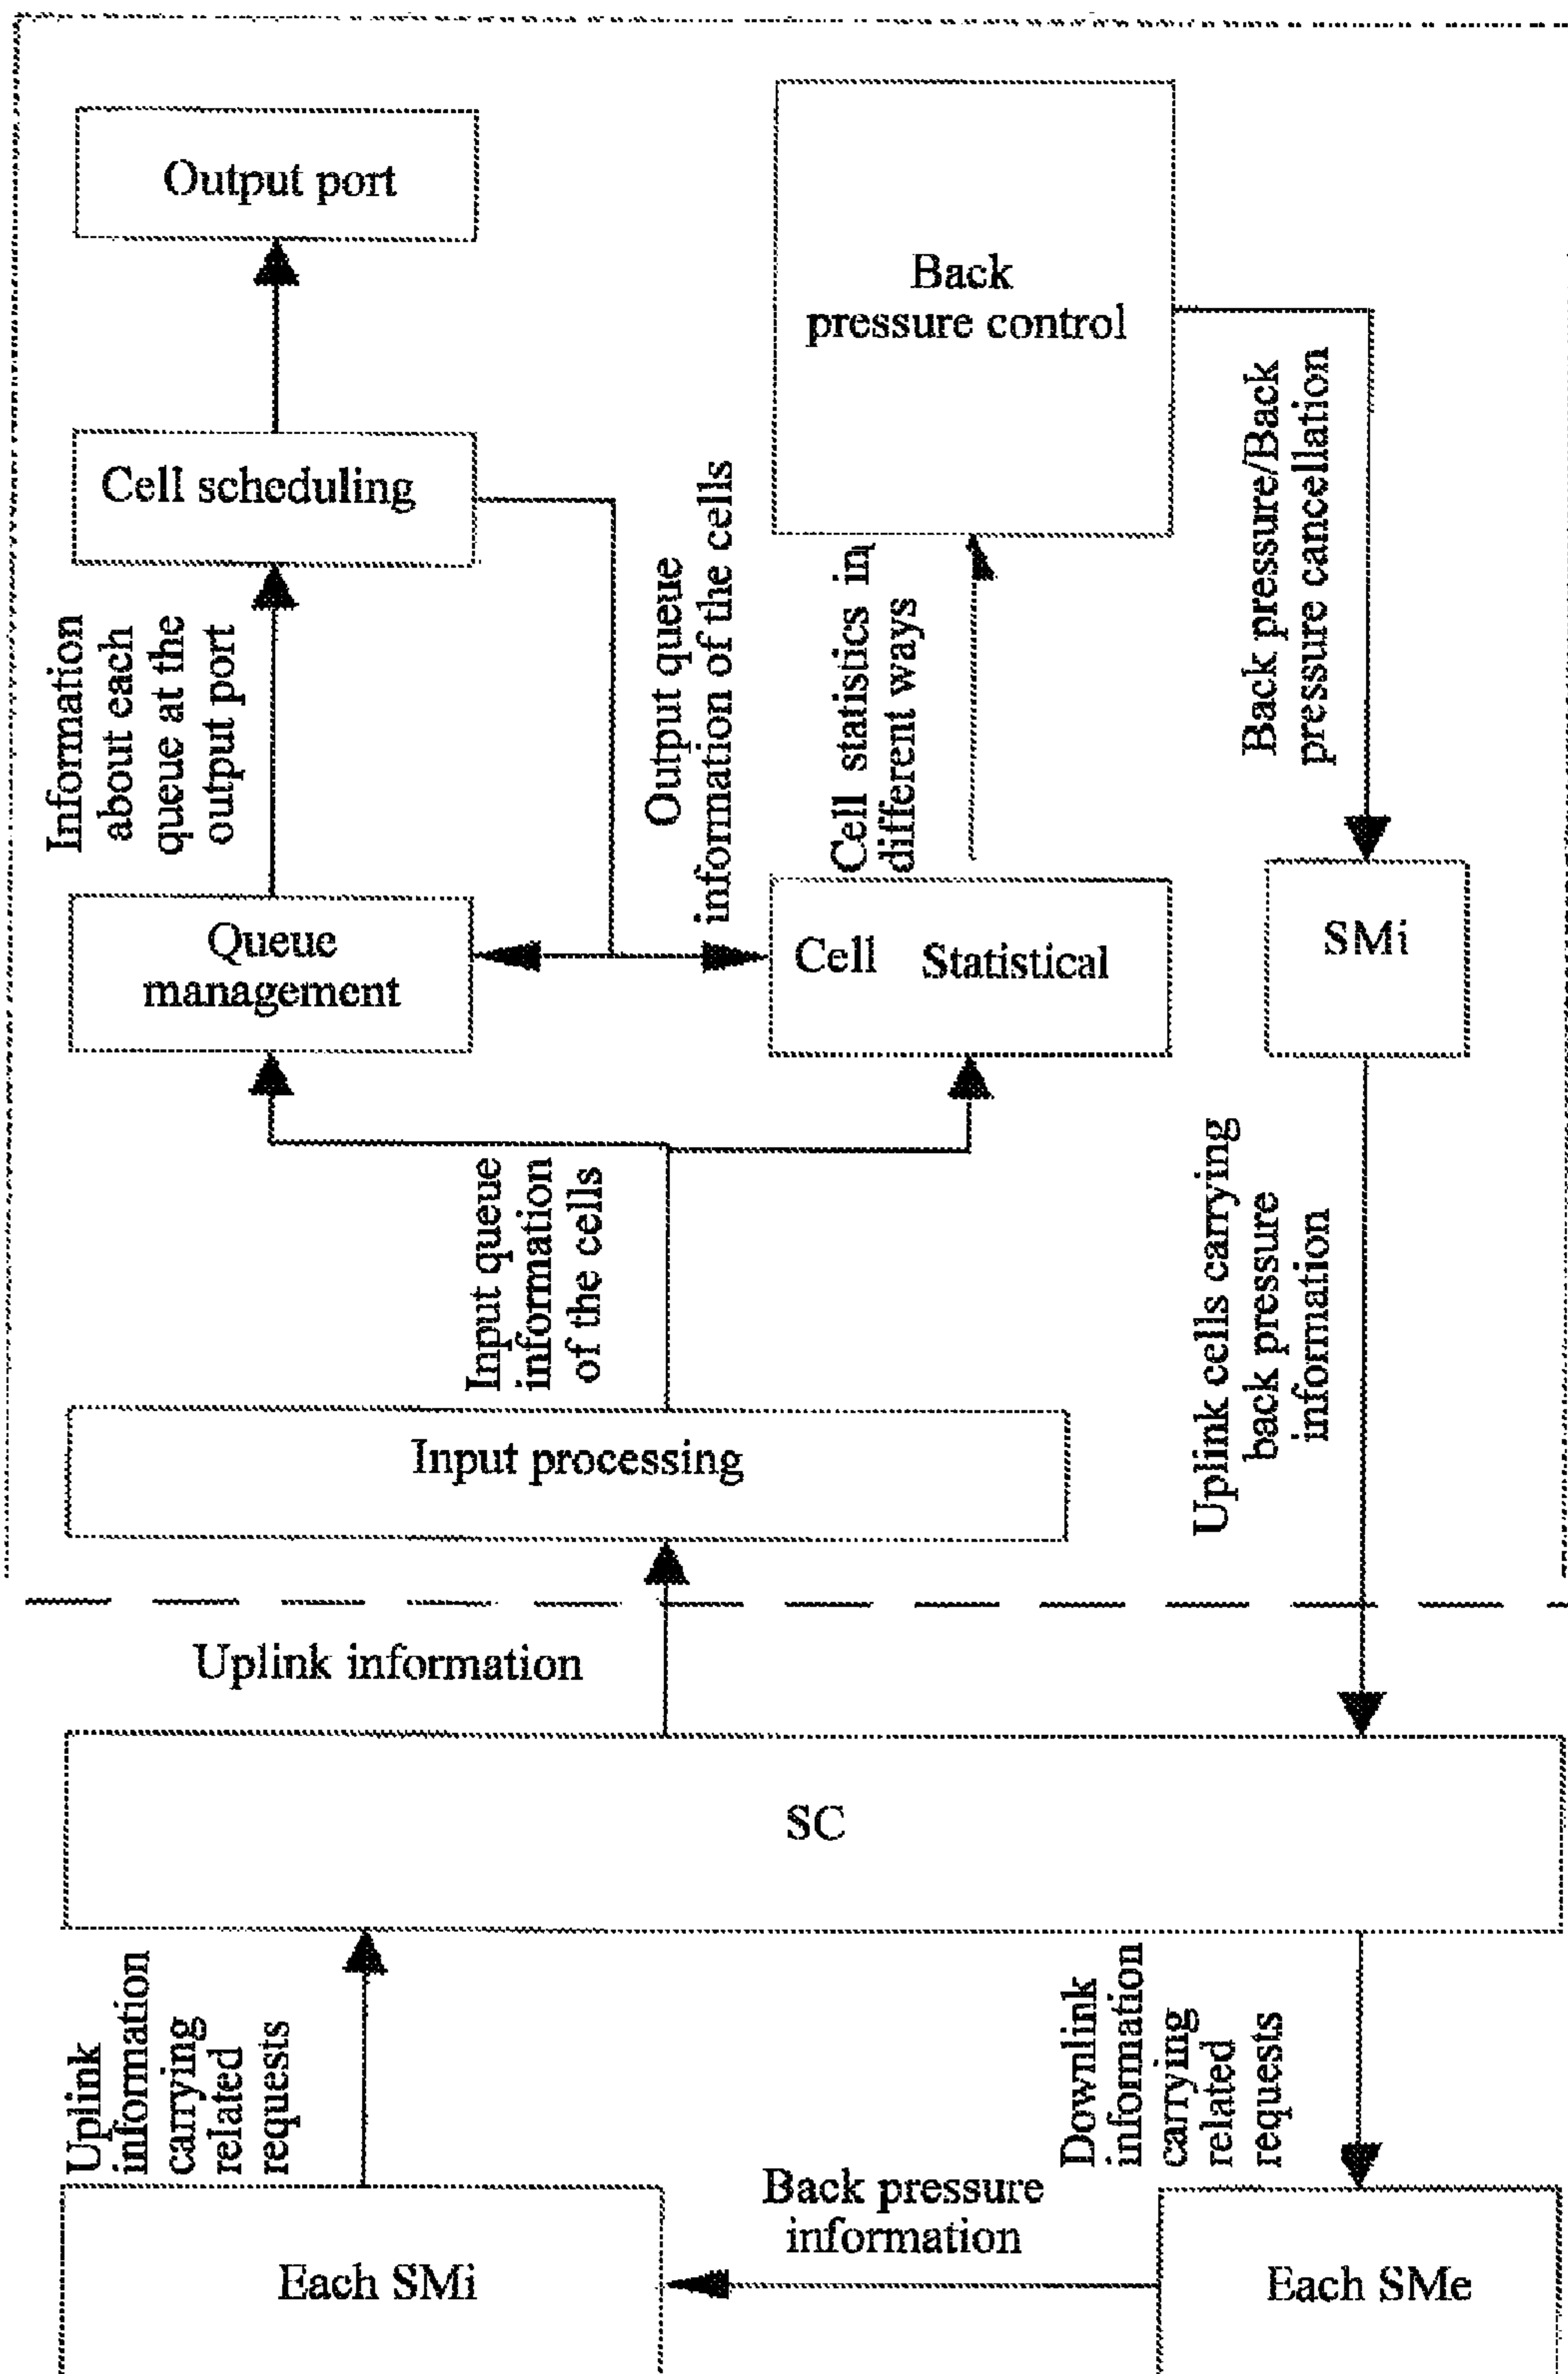 Output port
Back
pressure control
Cell scheduling
Information
about each
queue at the
output port
Output queue
information of the cells
Cell statistics in
different ways
Back pressure/Back
pressure cancellation
Queue
management
Cell Statistical
SMi
Input queue
information
of the cells
Uplink cells carrying
back pressure
information
Input processing
Uplink information
SC
Uplink
information
carrying
related
requests
Downlink
information
carrying
related
requests
Back pressure
information
Each SMi
Each SMe